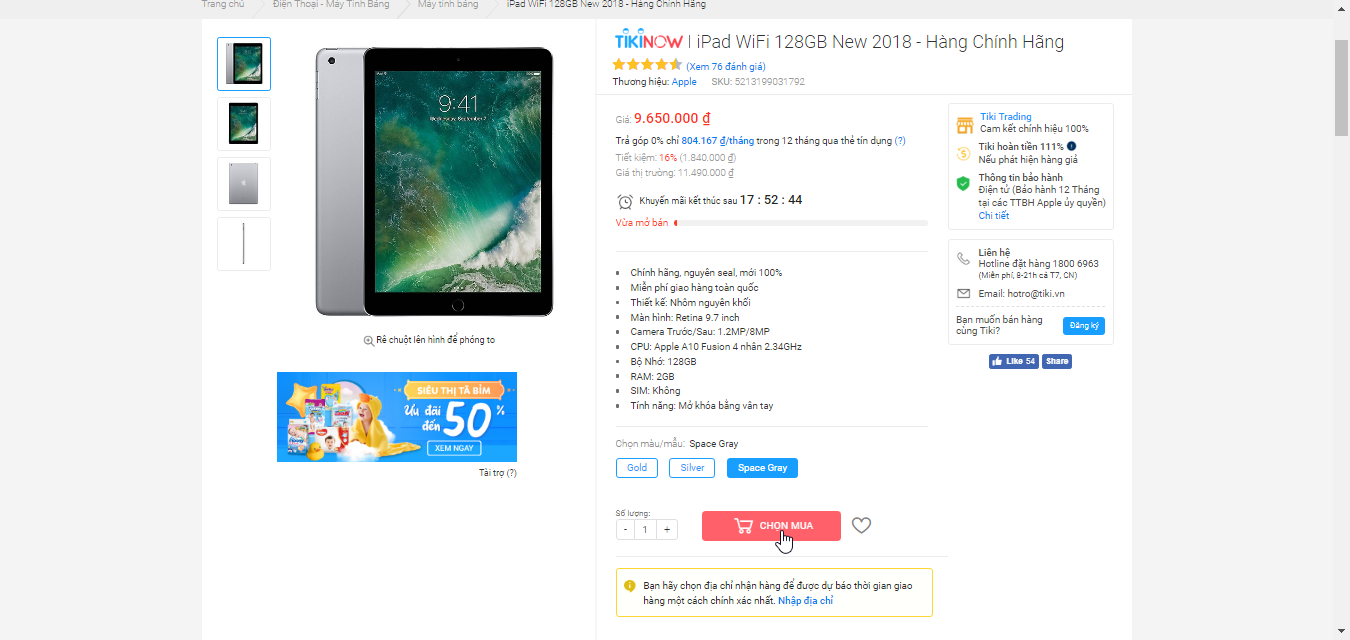 Trang chủ Điện Thoại - Máy Tính Bảng Máy tính bảng iPad WiFi 128GB New 2018 - Hàng Chính Hãng
TIKINOW | iPad WiFi 128GB New 2018 - Hàng Chính Hãng
(Xem 76 đánh giá)
Thương hiệu: Apple SKU: 5213199031792
9:41
Wednesday, September 7
Rê chuột lên hình để phóng to
SIÊU THỊ TÃ BỈM
Ưu đãi
đến 50%
XEM NGAY
Tài trợ (?)
Giá: 9.650.000 ₫
Trả góp 0% chỉ 804.167 ₫/tháng trong 12 tháng qua thẻ tín dụng (?)
Tiết kiệm: 16% (1.840.000 ₫)
Giá thị trường: 11.490.000 ₫
Khuyến mãi kết thúc sau 17 : 52 : 44
Vừa mở bán
Chính hãng, nguyên seal, mới 100%
Miễn phí giao hàng toàn quốc
Thiết kế: Nhôm nguyên khối
Màn hình: Retina 9.7 inch
Camera Trước/Sau: 1.2MP/8MP
CPU: Apple A10 Fusion 4 nhân 2.34GHz
Bộ Nhớ: 128GB
RAM: 2GB
SIM: Không
Tính năng: Mở khóa bằng vân tay
Chọn màu/mẫu: Space Gray
Gold Silver Space Gray
Số lượng:
- 1 + CHỌN MUA
Bạn hãy chọn địa chỉ nhận hàng để được dự báo thời gian giao
hàng một cách chính xác nhất. Nhập địa chỉ
Tiki Trading
Cam kết chính hiệu 100%
Tiki hoàn tiền 111%
Nếu phát hiện hàng giả
Thông tin bảo hành
Điện tử (Bảo hành 12 Tháng
tại các TTBH Apple ủy quyền)
Chi tiết
Liên hệ
Hotline đặt hàng 1800 6963
(Miễn phí, 8-21h cả T7, CN)
Email: hotro@tiki.vn
Bạn muốn bán hàng
cùng Tiki?
Đăng ký
Like 54 Share